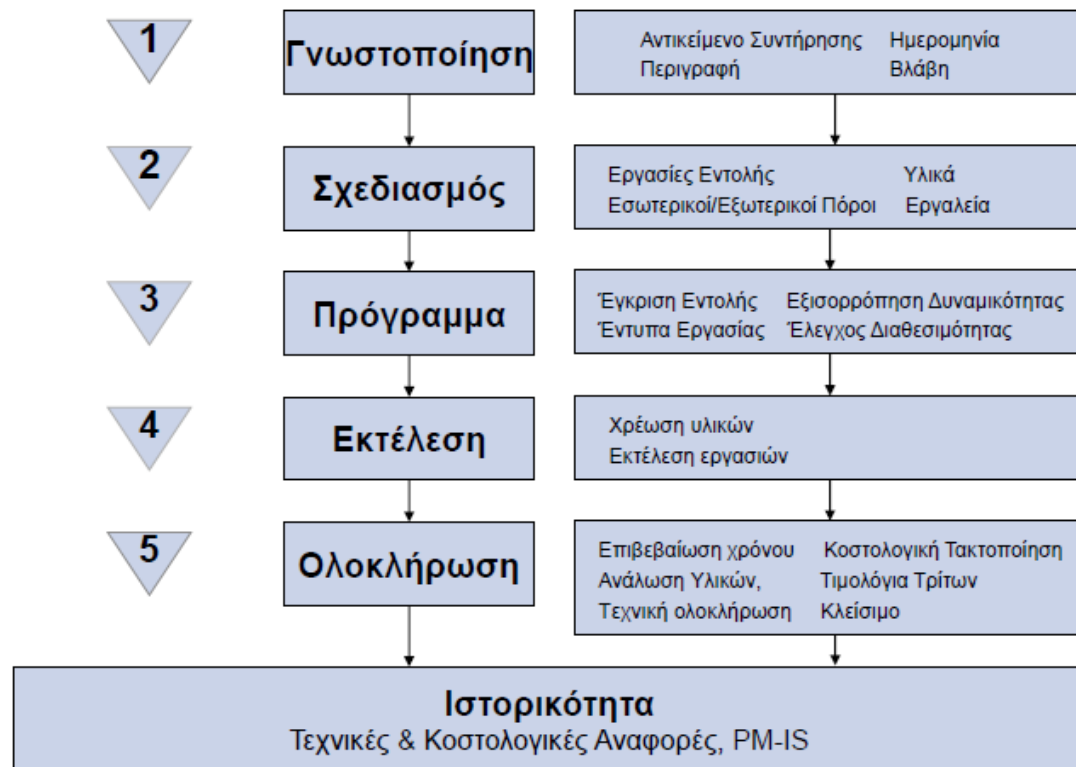 1
Γνωστοποίηση
Αντικείμενο Συντήρησης Ημερομηνία
Περιγραφή Βλάβη
2
Σχεδιασμός
Εργασίες Εντολής Υλικά
Εσωτερικοί/Εξωτερικοί Πόροι Εργαλεία
3
Πρόγραμμα
Έγκριση Εντολής Εξισορρόπηση Δυναμικότητας
Έντυπα Εργασίας Έλεγχος Διαθεσιμότητας
4
Εκτέλεση
Χρέωση υλικών
Εκτέλεση εργασιών
5
Ολοκλήρωση
Επιβεβαίωση χρόνου Κοστολογική Τακτοποίηση
Ανάλωση Υλικών, Τιμολόγια Τρίτων
Τεχνική ολοκλήρωση Κλείσιμο
Ιστορικότητα
Τεχνικές & Κοστολογικές Αναφορές, PM-IS